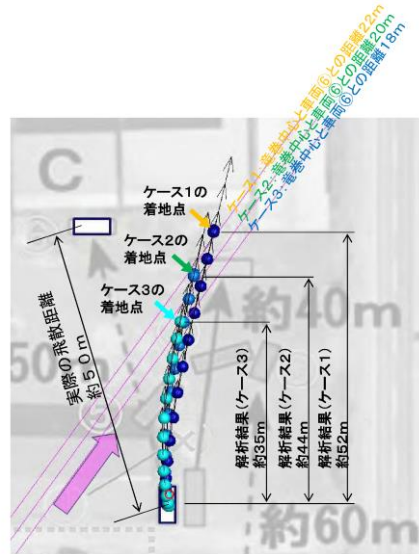 ケース1:竜巻中心と車両⑥との距離22m
ケース2:竜巻中心と車両⑥との距離20m
ケース3:竜巻中心と車両⑥との距離18m
C
ケース1の
着地点
ケース2の
着地点
ケース3の
着地点
約40m
50m
実際の飛散距離
約50m
解析結果(ケース3)
約35m
解析結果(ケース2)
約44m
解析結果(ケース1)
約52m
約60m